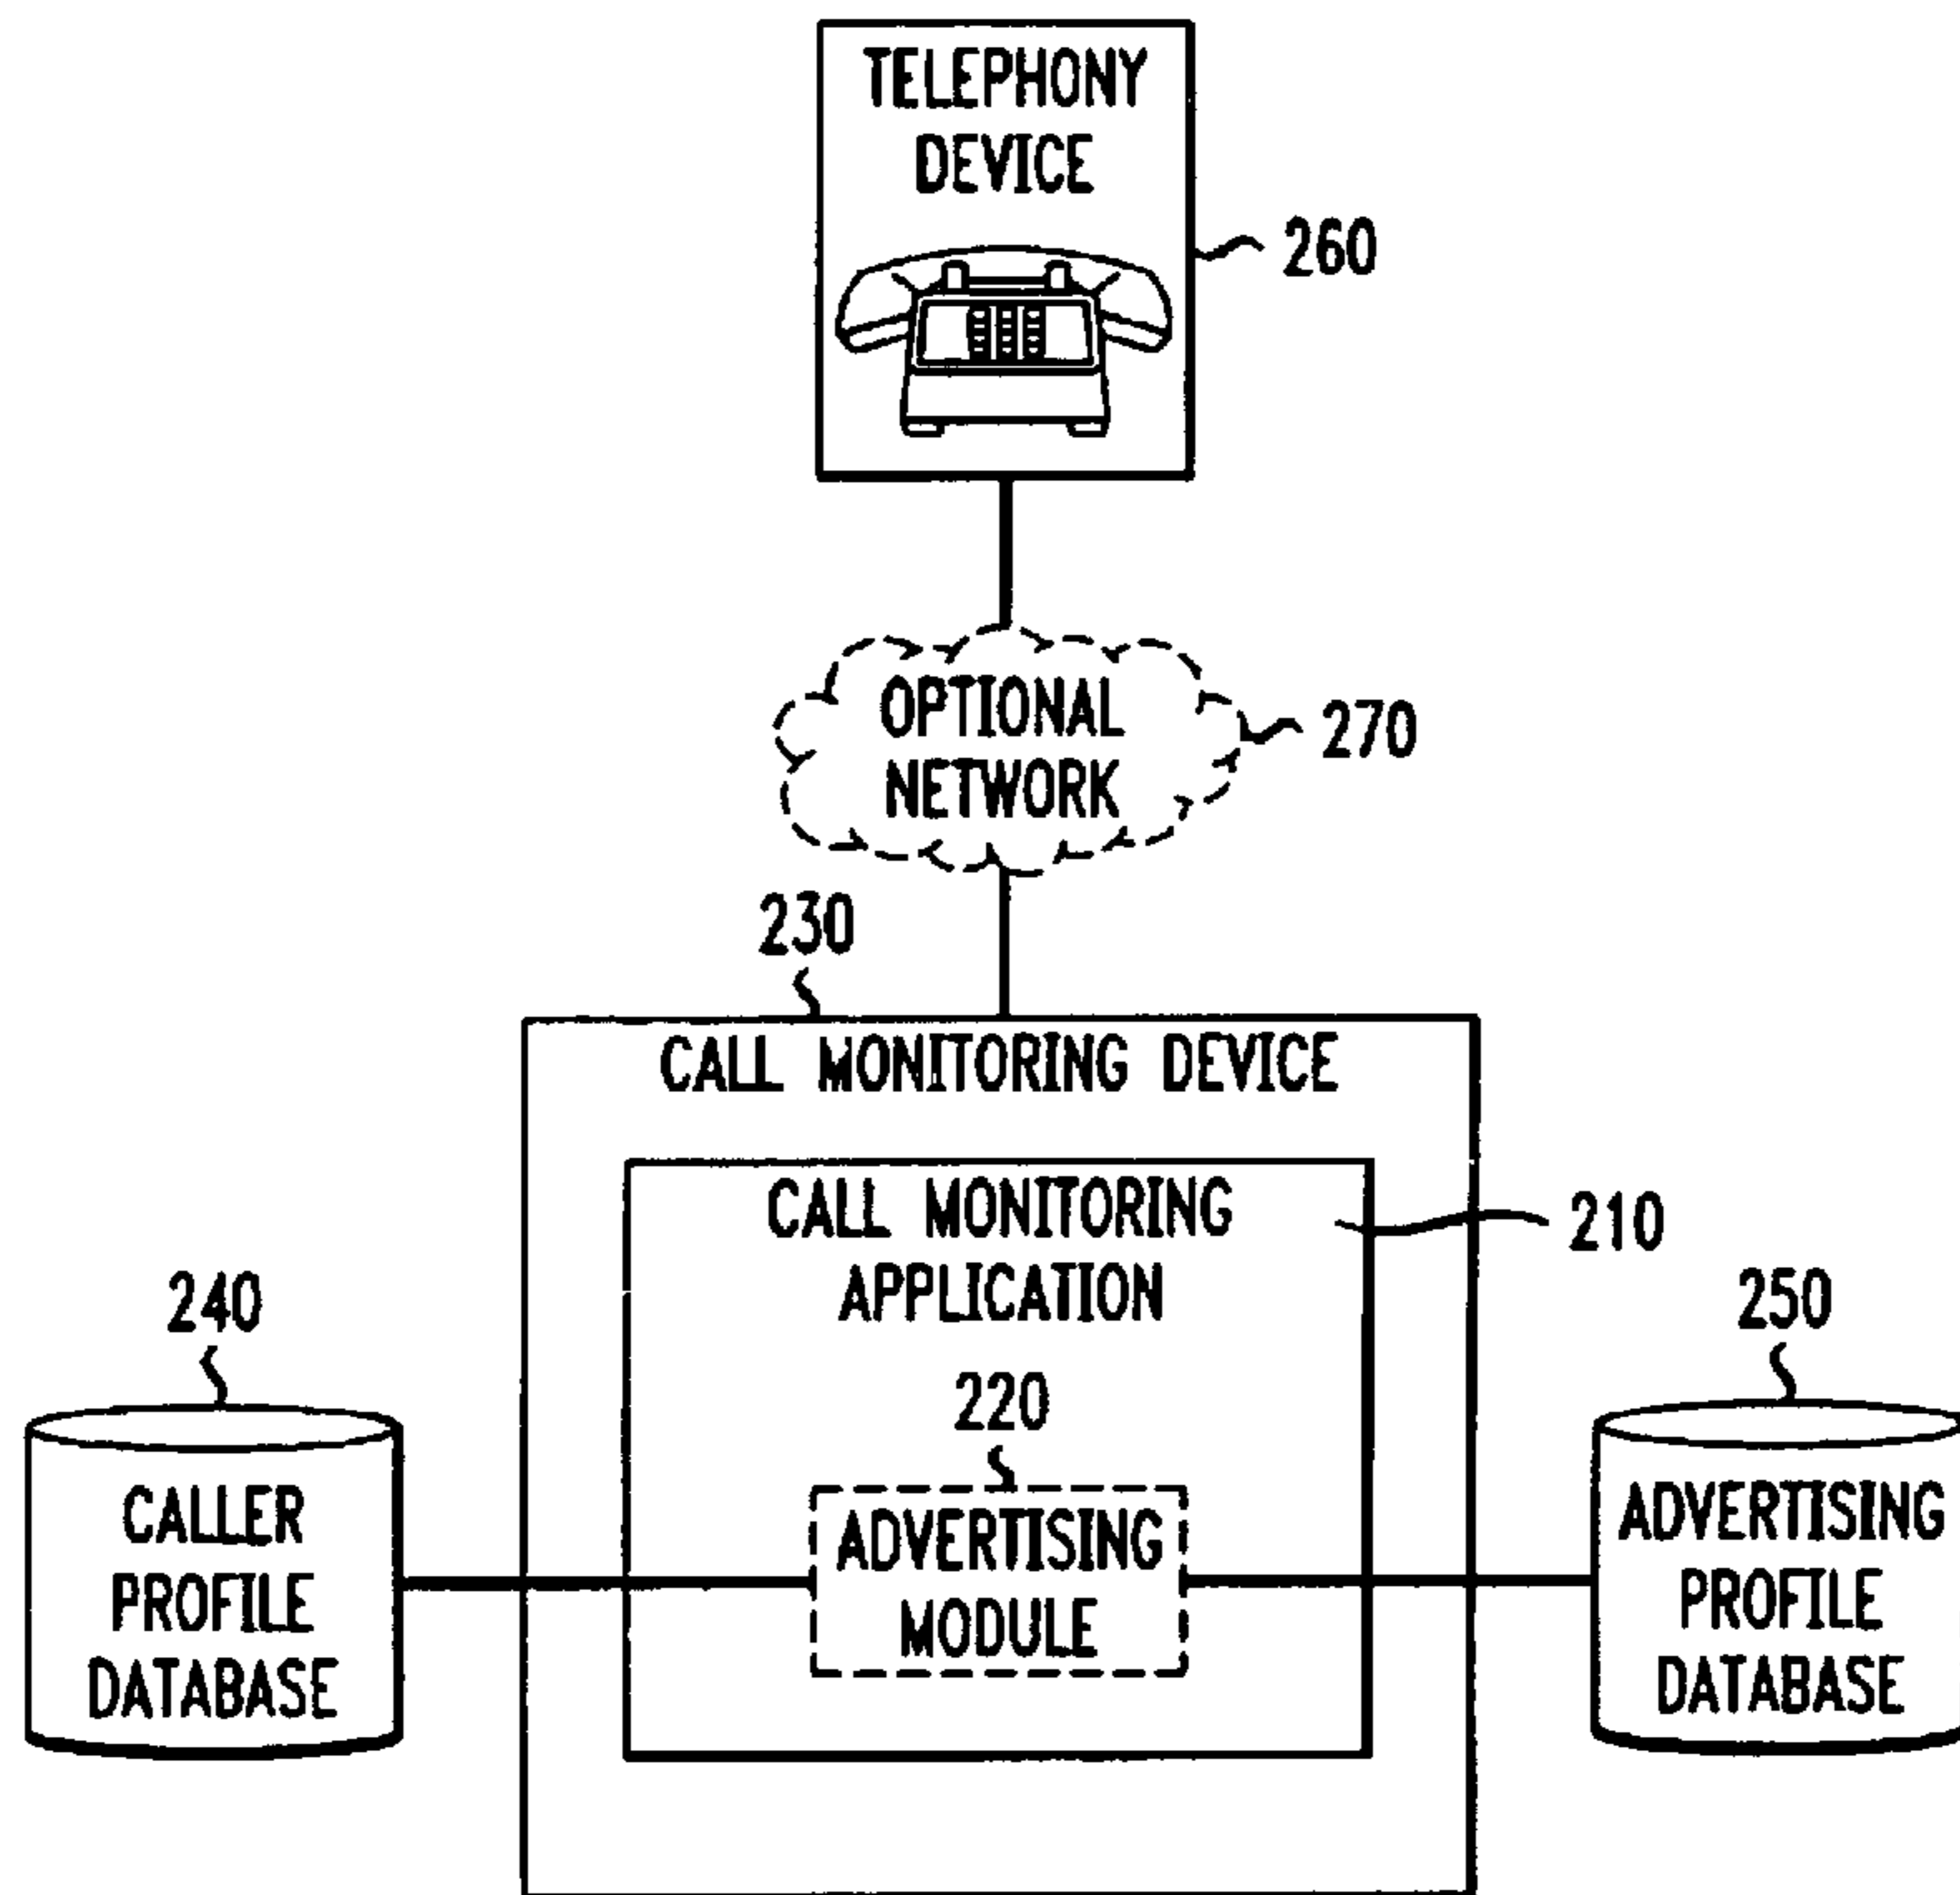 TELEPHONY
DEVICE
260
OPTIONAL
NETWORK
270
230
CALL MONITORING DEVICE
CALL MONITORING
APPLICATION
210
240
250
220
CALLER
PROFILE
DATABASE
ADVERTISING
MODULE
ADVERTISING
PROFILE
DATABASE